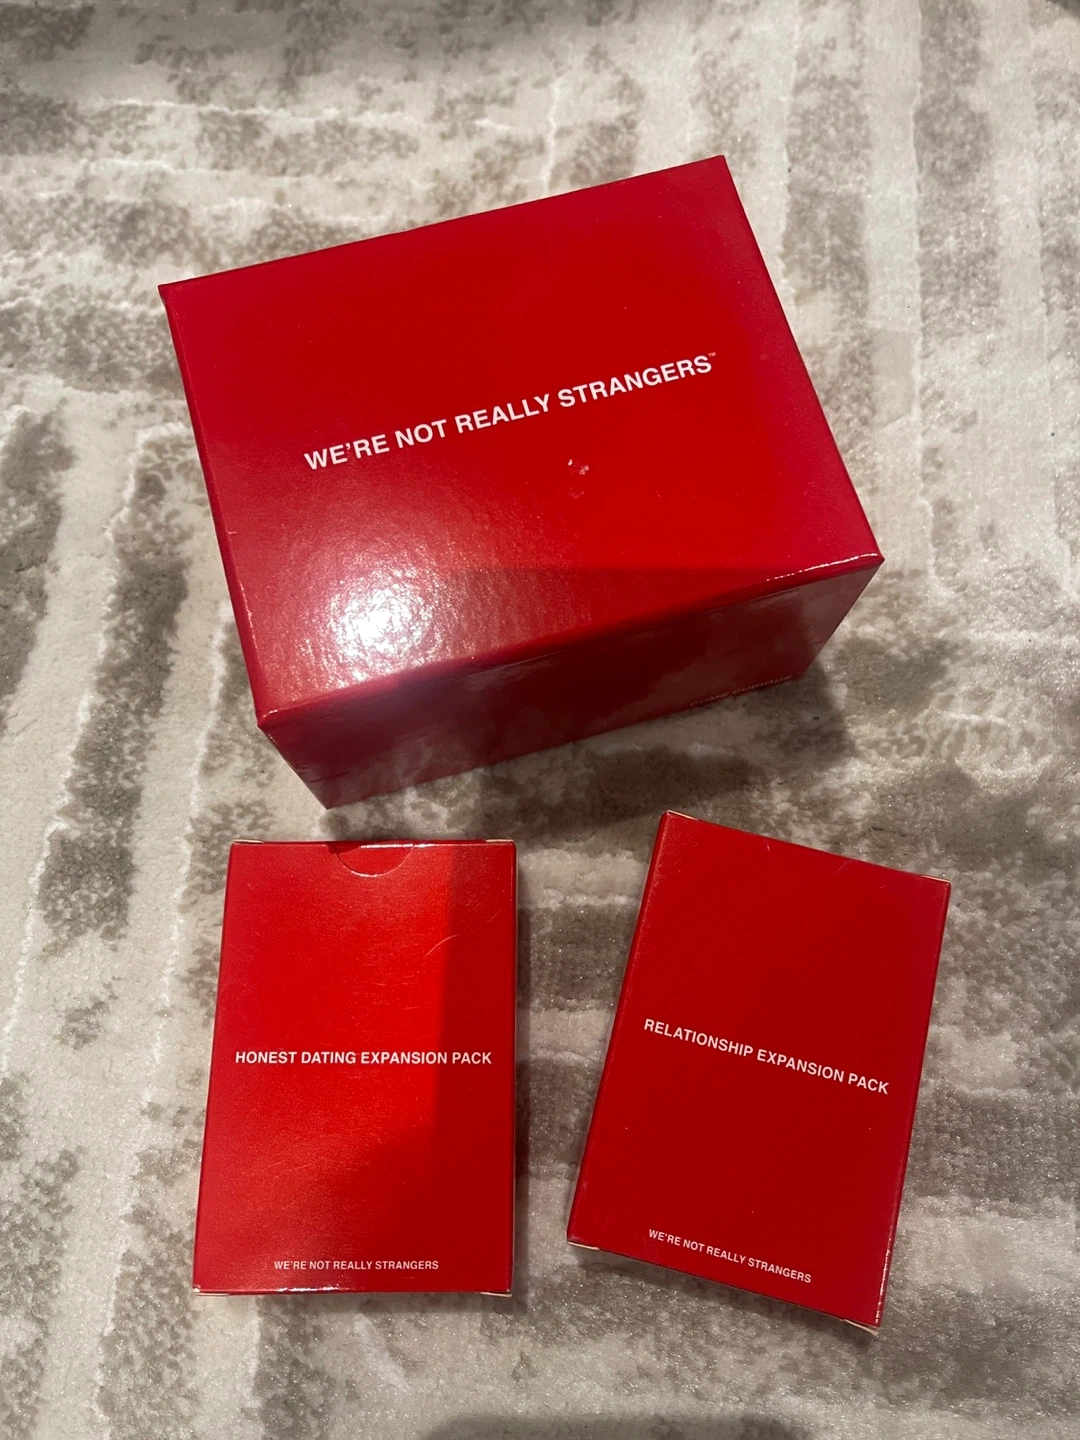 WE'RE NOT REALLY STRANGERS™
HONEST DATING EXPANSION PACK
WE'RE NOT REALLY STRANGERS
RELATIONSHIP EXPANSION PACK
WE'RE NOT REALLY STRANGERS